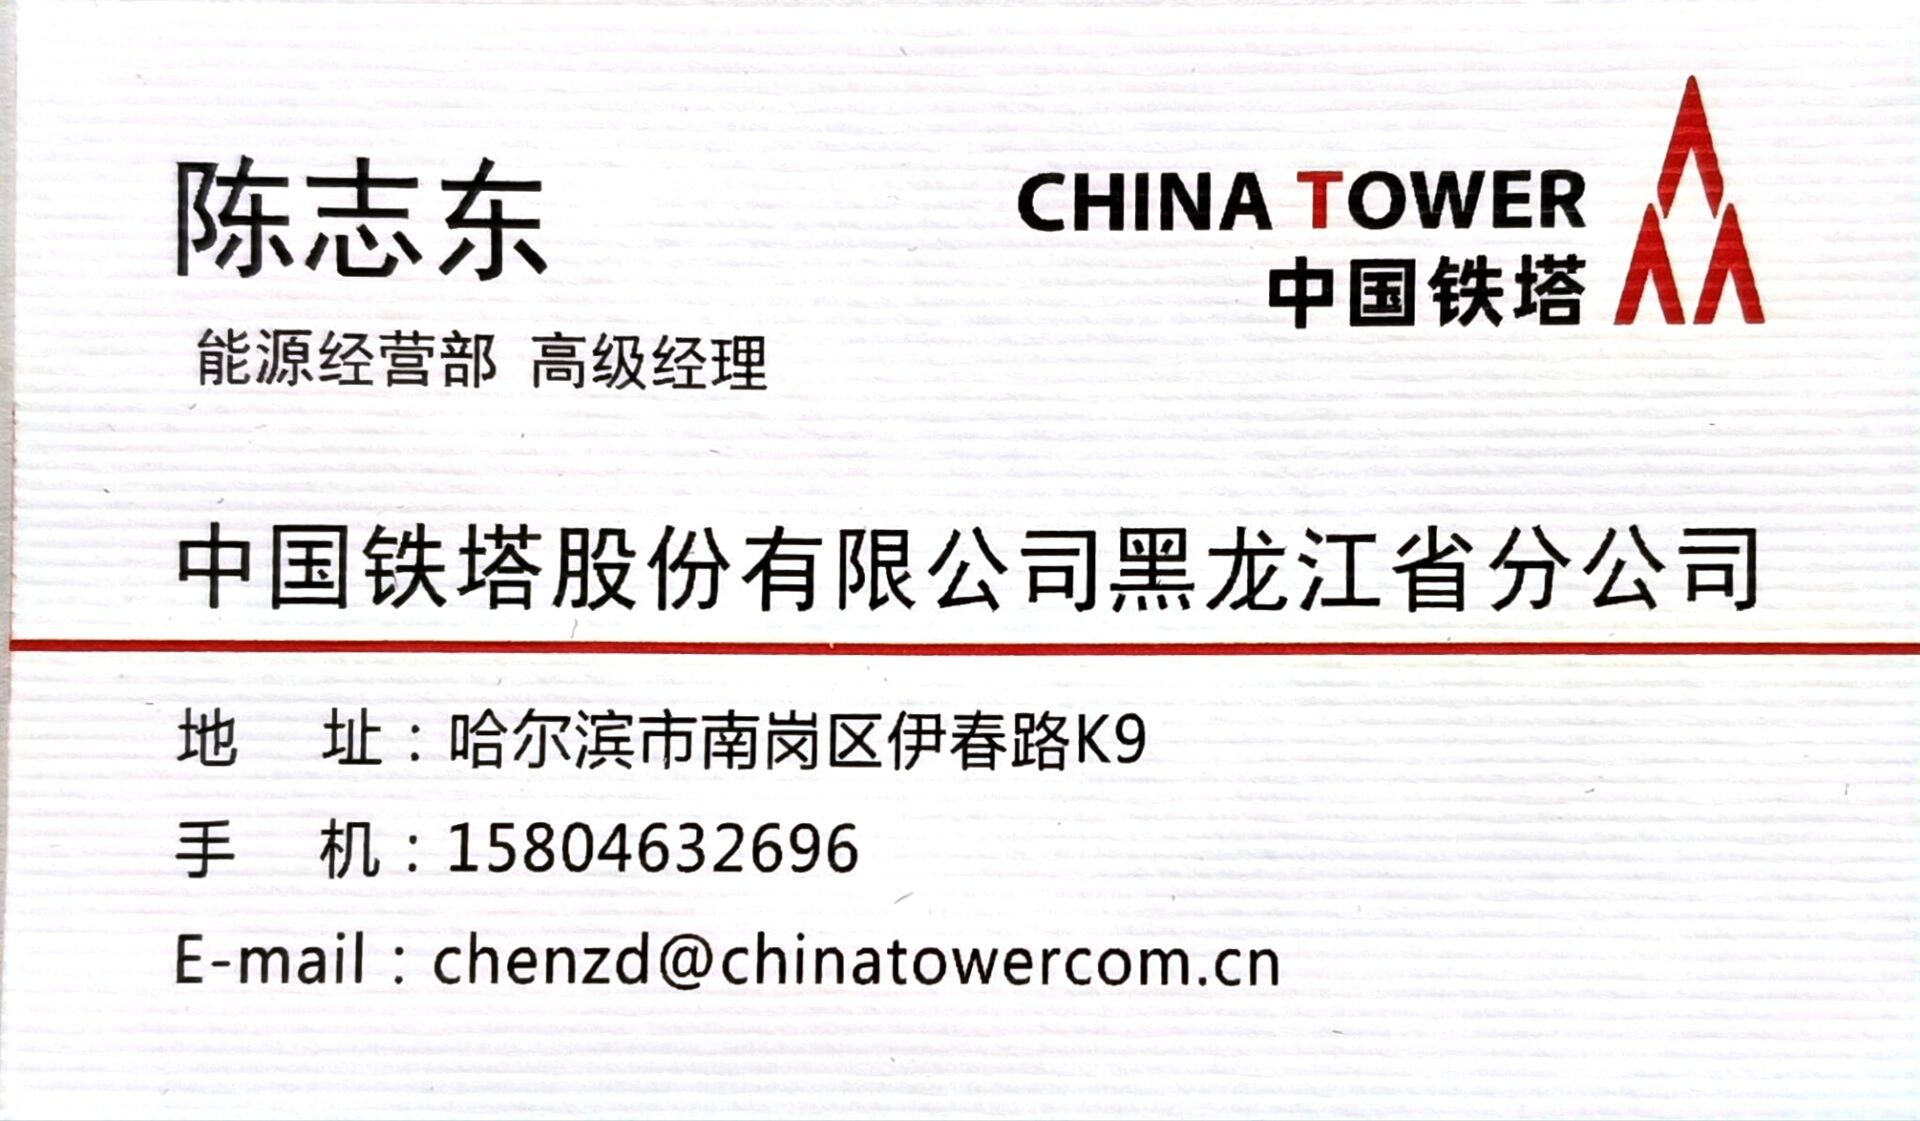 陈志东
能源经营部 高级经理
CHINA TOWER
中国铁塔
中国铁塔股份有限公司黑龙江省分公司
地 址：哈尔滨市南岗区伊春路K9
手 机：15804632696
E-mail：chenzd@chinatowercom.cn